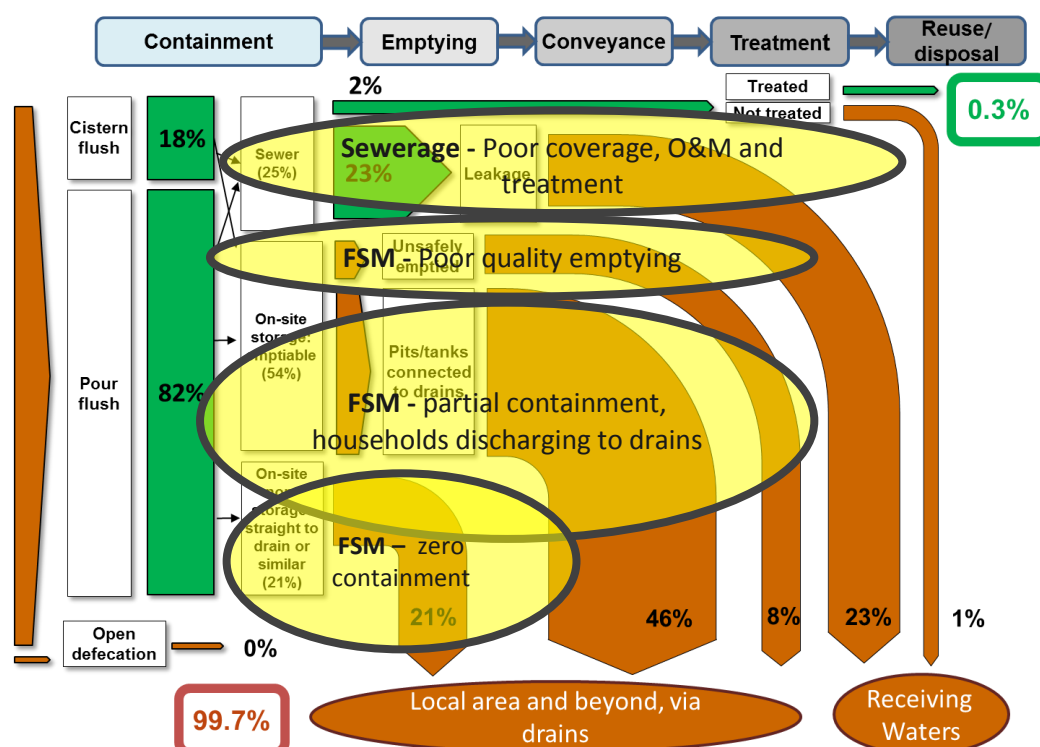 Containment
Emptying
Conveyance
Treatment
Reuse/
disposal
2%
Treated
Not treated
0.3%
Cistern
flush
18%
Sewer
(25%)
23%
Leakage
Sewerage - Poor coverage, O&M and
treatment
Unsafely
emptied
FSM - Poor quality emptying
On-site
storage:
(54%)
Pits/tanks
connected
to drains
Pour
flush
82%
FSM - partial containment,
households discharging to drains
On-site
storage
straight to
drain or
similar
(21%)
FSM – zero
containment
21%
46%
8%
23%
1%
Open
defecation
0%
99.7%
Local area and beyond, via
drains
Receiving
Waters